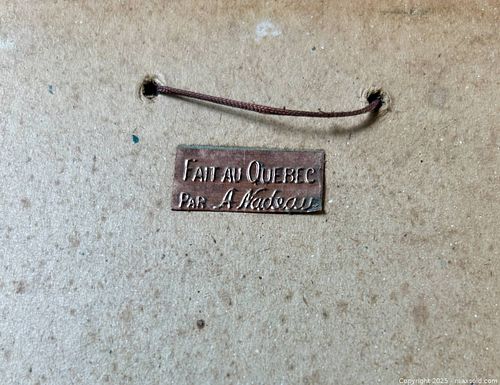 FAIT AU QUEBEC
PAR A Nadeau
Copyright 2025 - maxsold.com